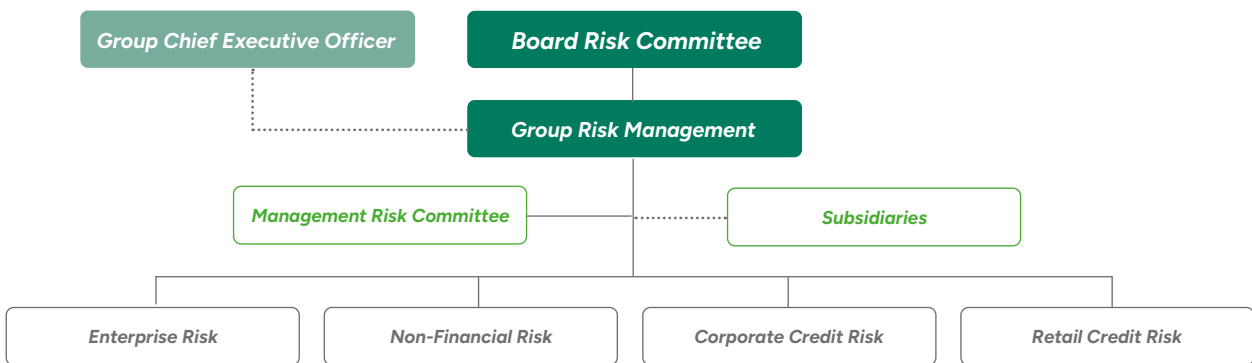 Group Chief Executive Officer
Board Risk Committee
Group Risk Management
Management Risk Committee
Subsidiaries
Enterprise Risk
Non-Financial Risk
Corporate Credit Risk
Retail Credit Risk